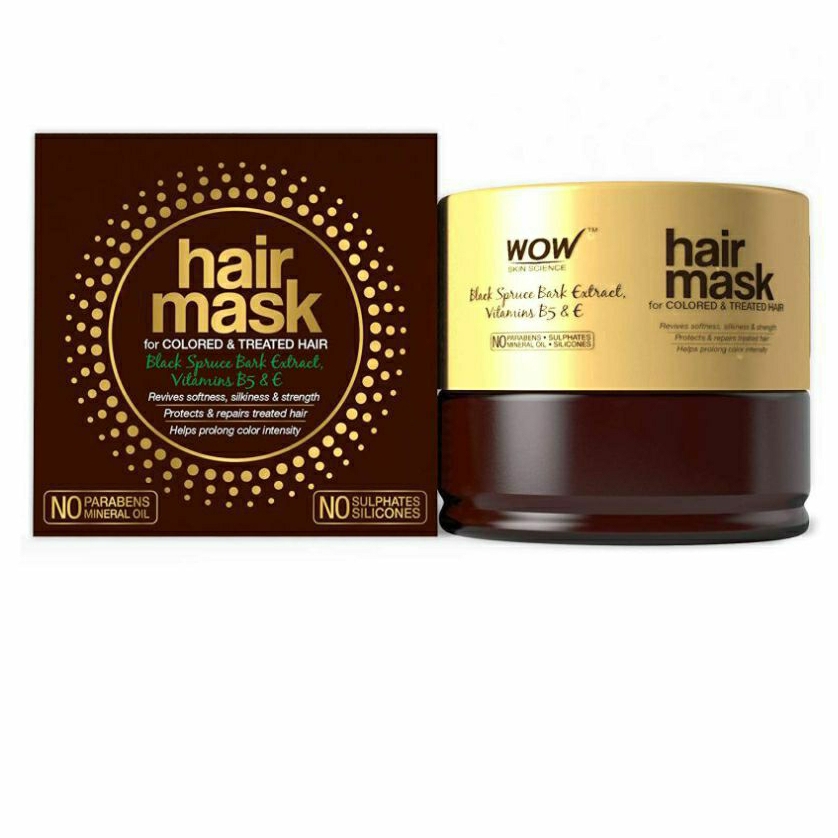 hair
mask
for COLORED & TREATED HAIR
Black Spruce Bark Extract,
Vitamins B5 & E
Revives softness, silkiness & strength
Protects & repairs treated hair
Helps prolong color intensity
NO PARABENS
MINERAL OIL
NO SULPHATES
SILICONES
WOW™
SKIN SCIENCE
Black Spruce Bark Extract,
Vitamins B5 & E
NO PARABENS • SULPHATES
MINERAL OIL • SILICONES
hair
mask
for COLORED & TREATED HAIR
Revives softness, silkiness & strength
Protects & repairs treated hair
Helps prolong color intensity